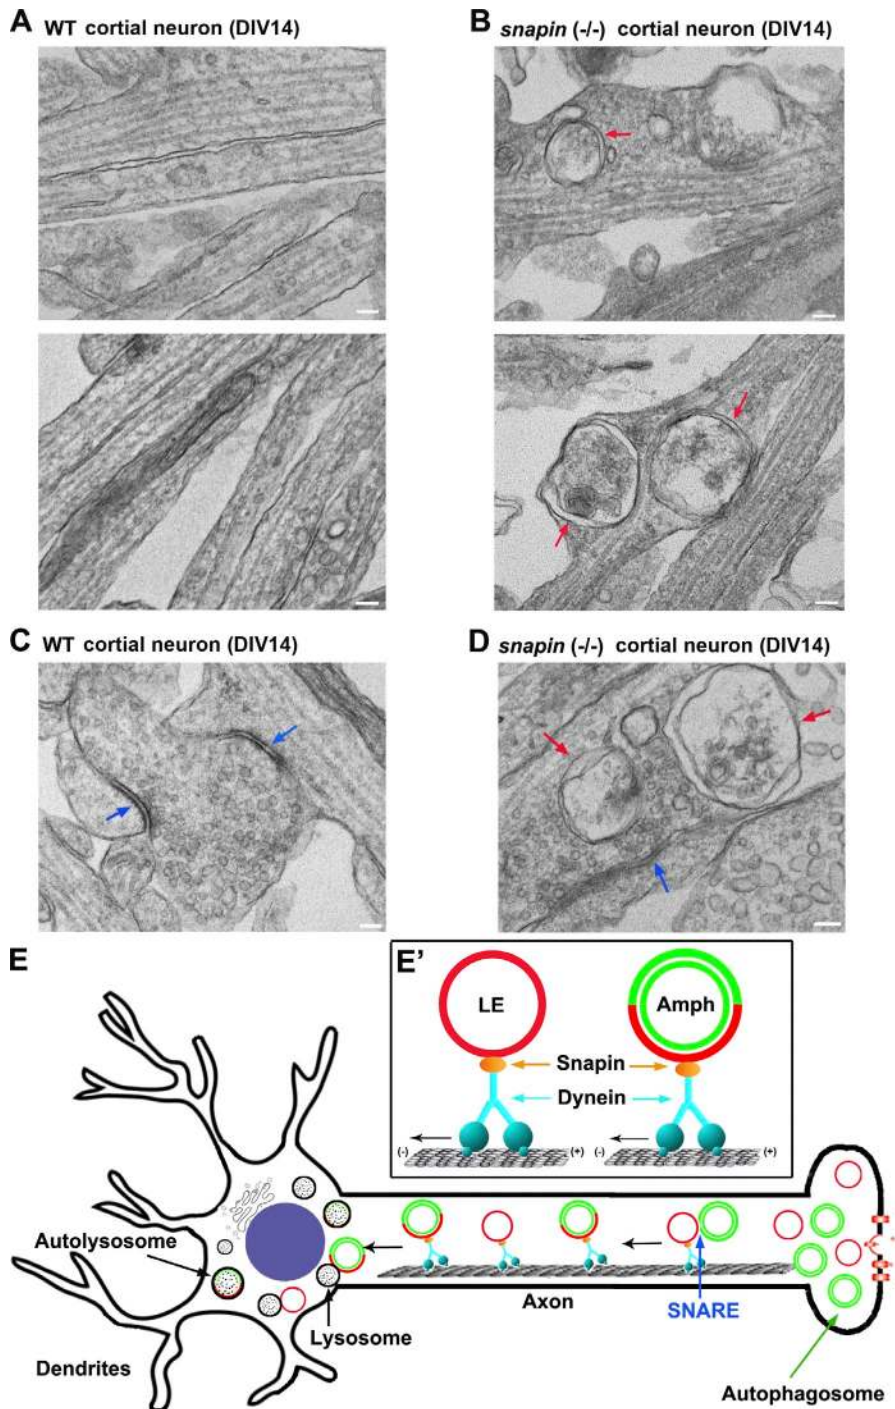 A WT cortial neuron (DIV14)
B snapin (-/-) cortial neuron (DIV14)
C WT cortial neuron (DIV14)
D snapin (-/-) cortial neuron (DIV14)
E
E'
LE
Amph
Snapin
Dynein
(-) (+) (-) (+)
Autolysosome
Lysosome
Axon
SNARE
Dendrites
Autophagosome